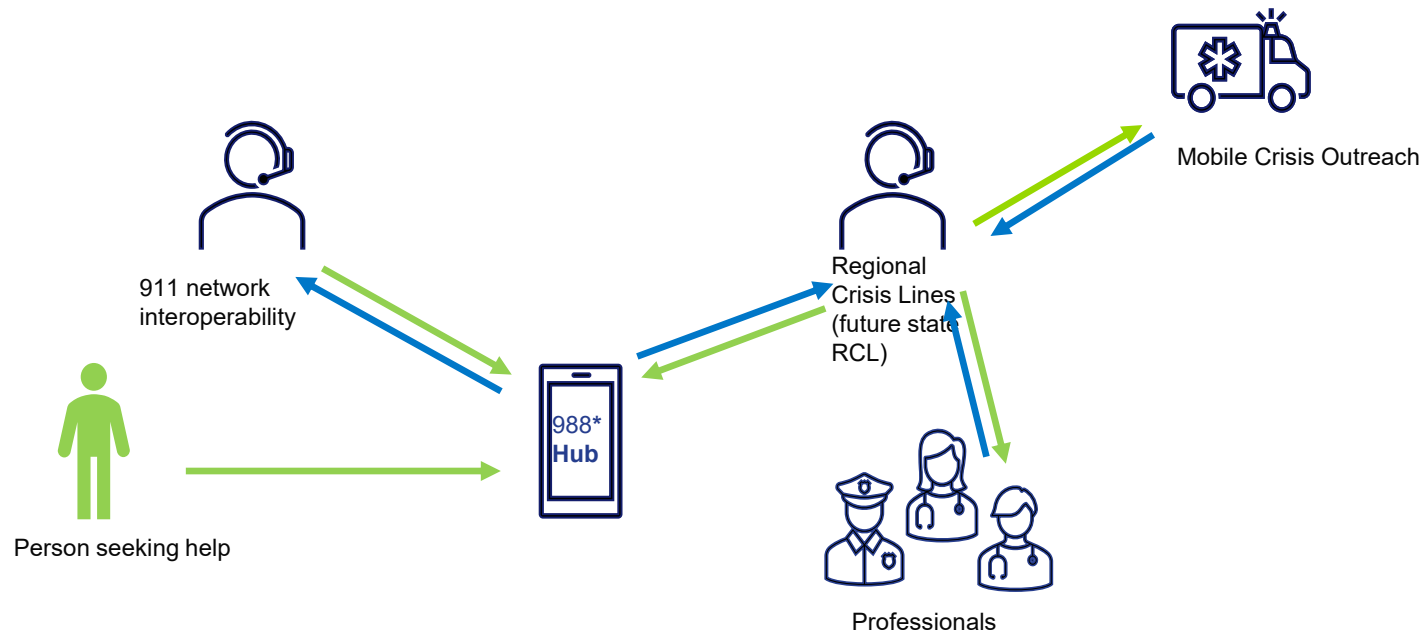 Mobile Crisis Outreach
911 network
interoperability
Regional
Crisis Lines
(future state
RCL)
988*
Hub
Person seeking help
Professionals